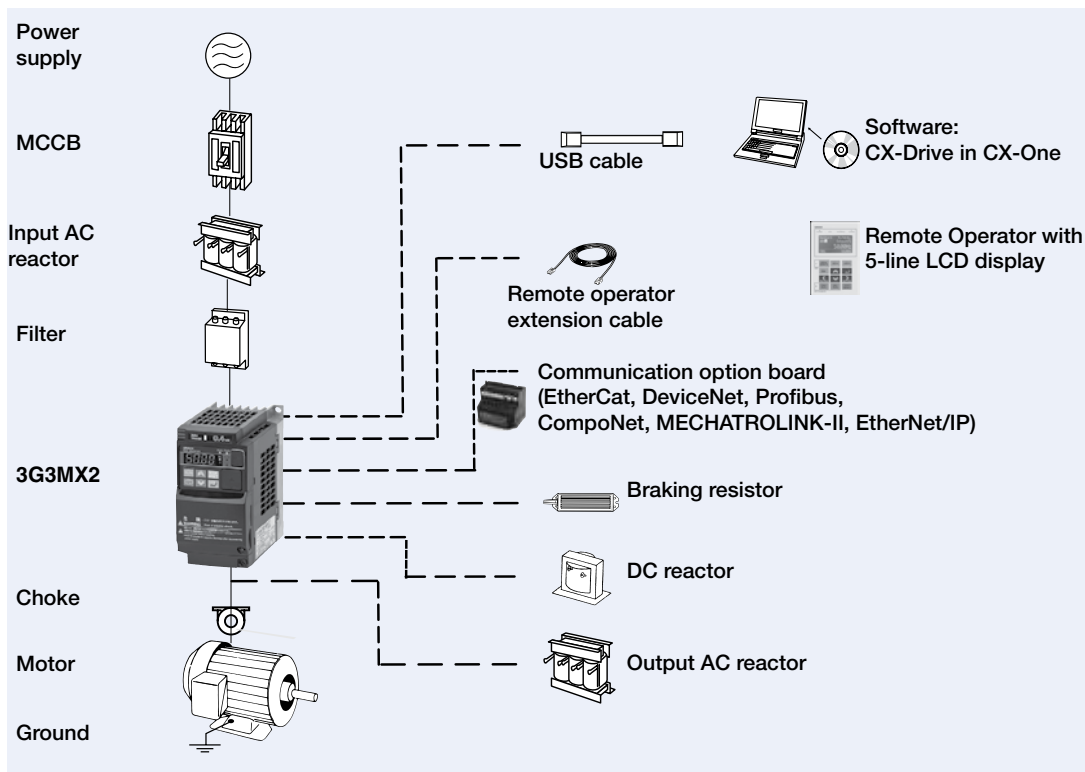 Power
supply
MCCB
USB cable
Software:
CX-Drive in CX-One
Input AC
reactor
Remote Operator with
5-line LCD display
Remote operator
extension cable
Filter
Communication option board
(EtherCat, DeviceNet, Profibus,
CompoNet, MECHATROLINK-II, EtherNet/IP)
3G3MX2
Braking resistor
DC reactor
Choke
Motor
Output AC reactor
Ground